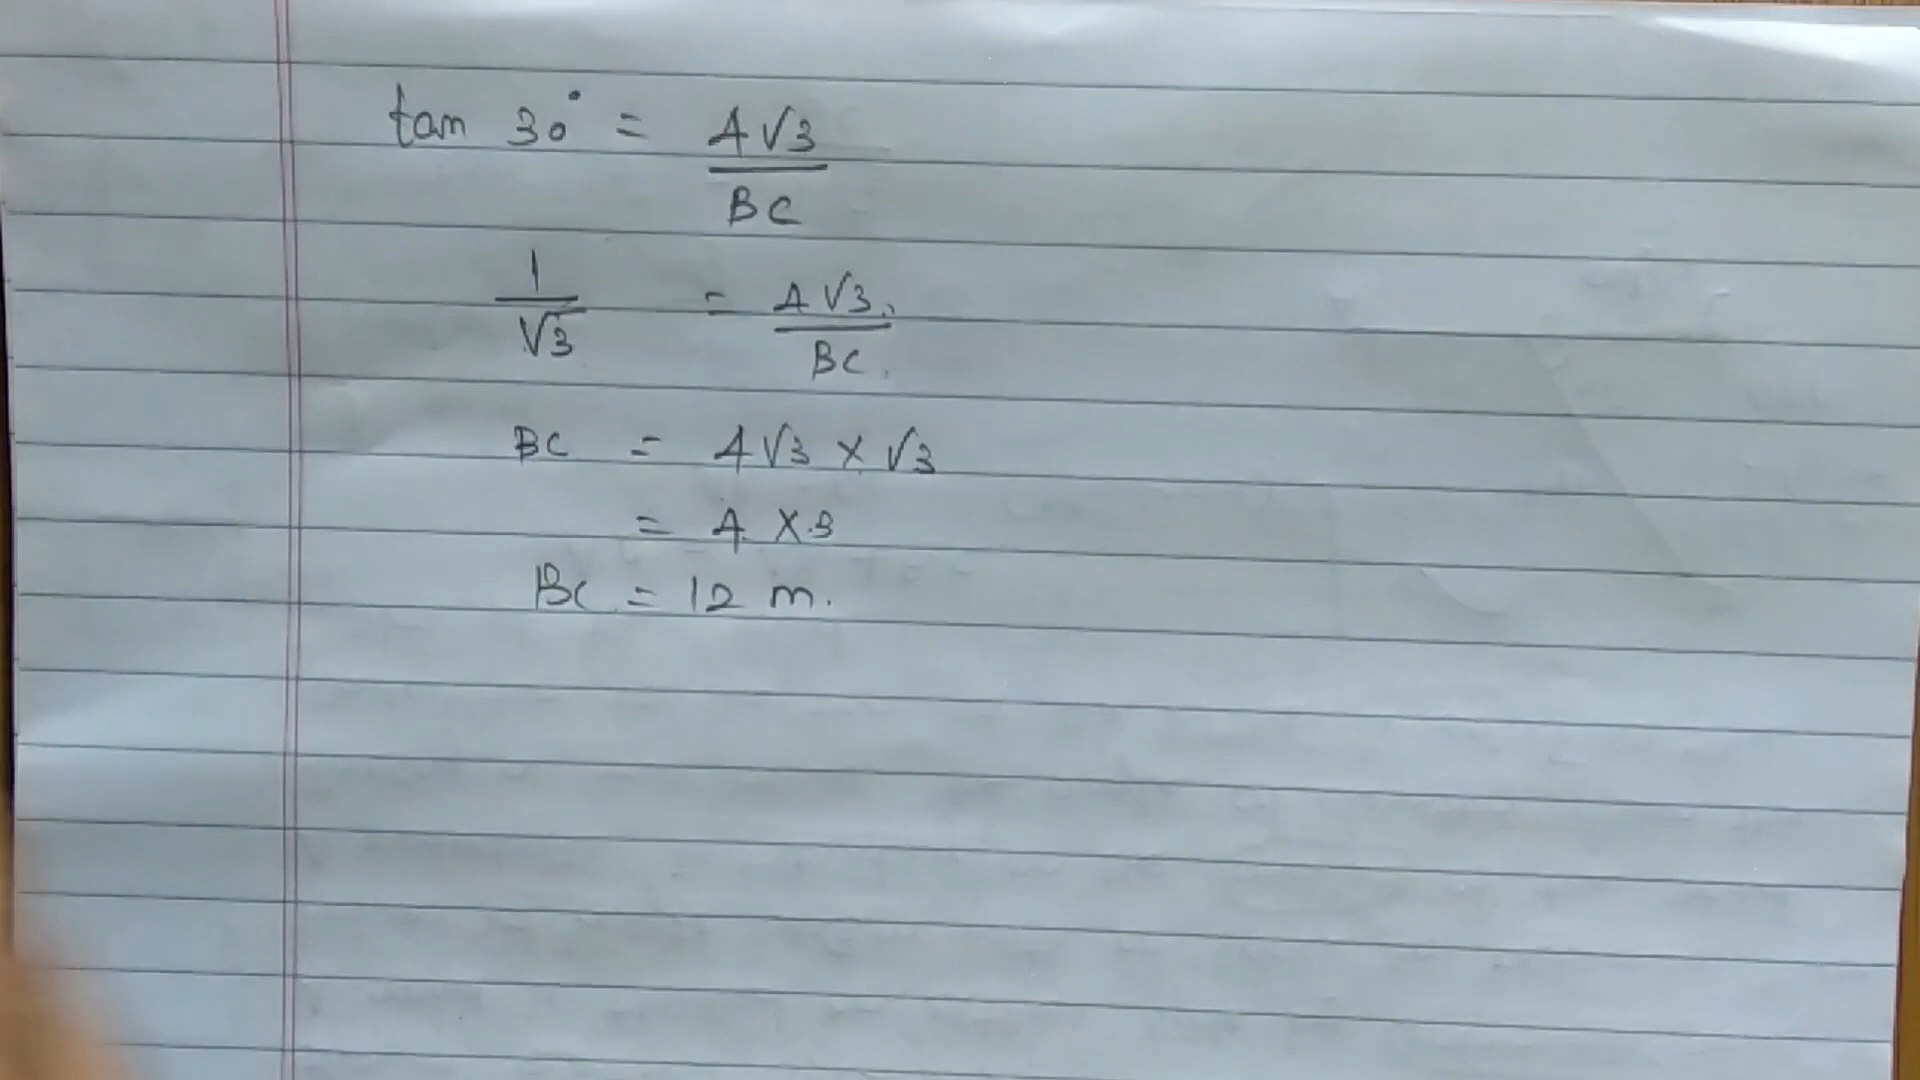 tan 30° = 4√3 / BC
1 / √3 = 4√3 / BC.
BC = 4√3 × √3
= 4 × 3
BC = 12 m.